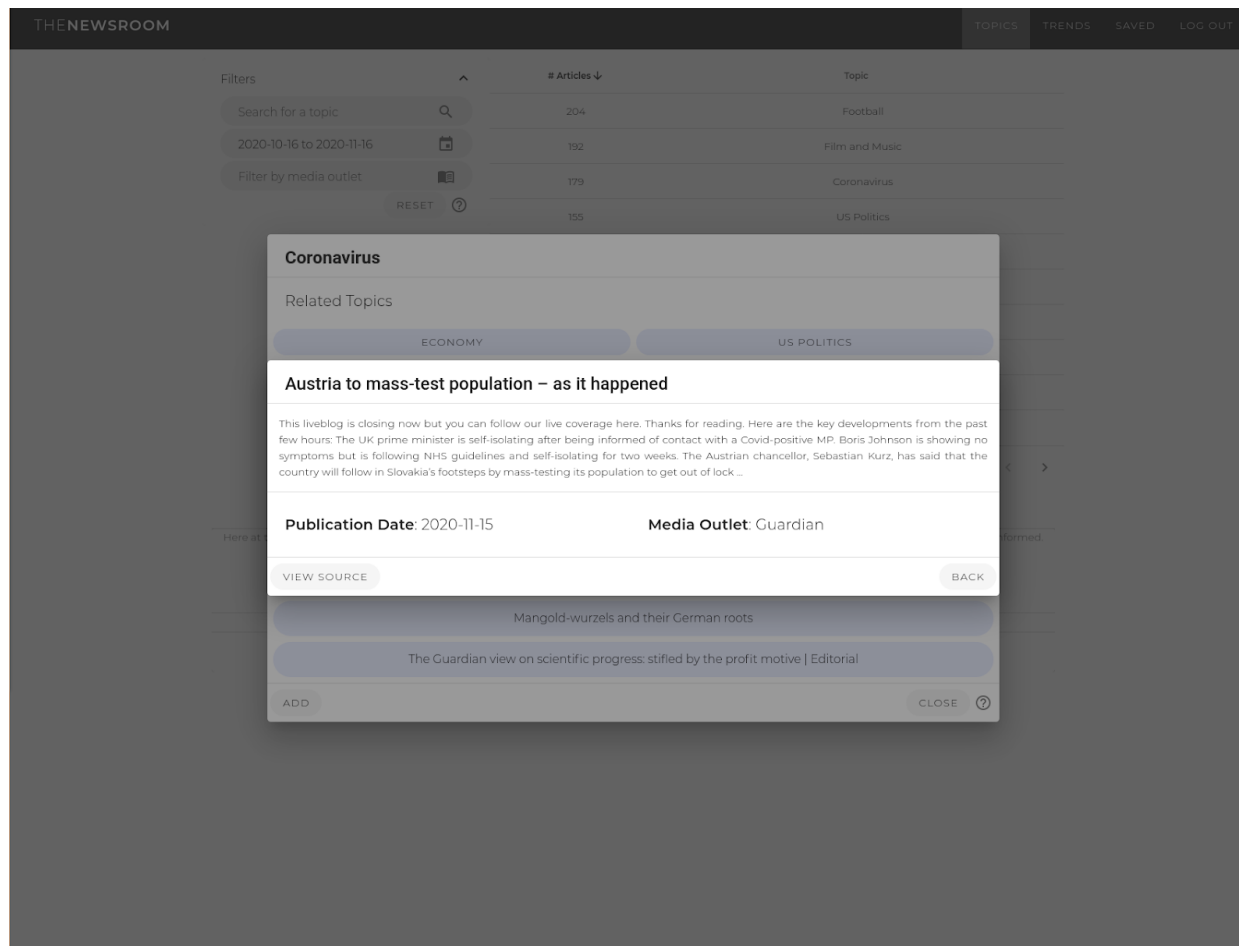 THENEWSROOM
TOPICS TRENDS SAVED LOG OUT
Filters
Search for a topic
2020-10-16 to 2020-11-16
Filter by media outlet
RESET
# Articles Topic
204 Football
192 Film and Music
179 Coronavirus
155 US Politics
Coronavirus
Related Topics
ECONOMY US POLITICS
Austria to mass-test population – as it happened
This liveblog is closing now but you can follow our live coverage here. Thanks for reading. Here are the key developments from the past
few hours: The UK prime minister is self-isolating after being informed of contact with a Covid-positive MP. Boris Johnson is showing no
symptoms but is following NHS guidelines and self-isolating for two weeks. The Austrian chancellor, Sebastian Kurz, has said that the
country will follow in Slovakia's footsteps by mass-testing its population to get out of lock ...
Publication Date: 2020-11-15 Media Outlet: Guardian
Here at
VIEW SOURCE BACK
Mangold-wurzels and their German roots
The Guardian view on scientific progress: stifled by the profit motive | Editorial
ADD CLOSE